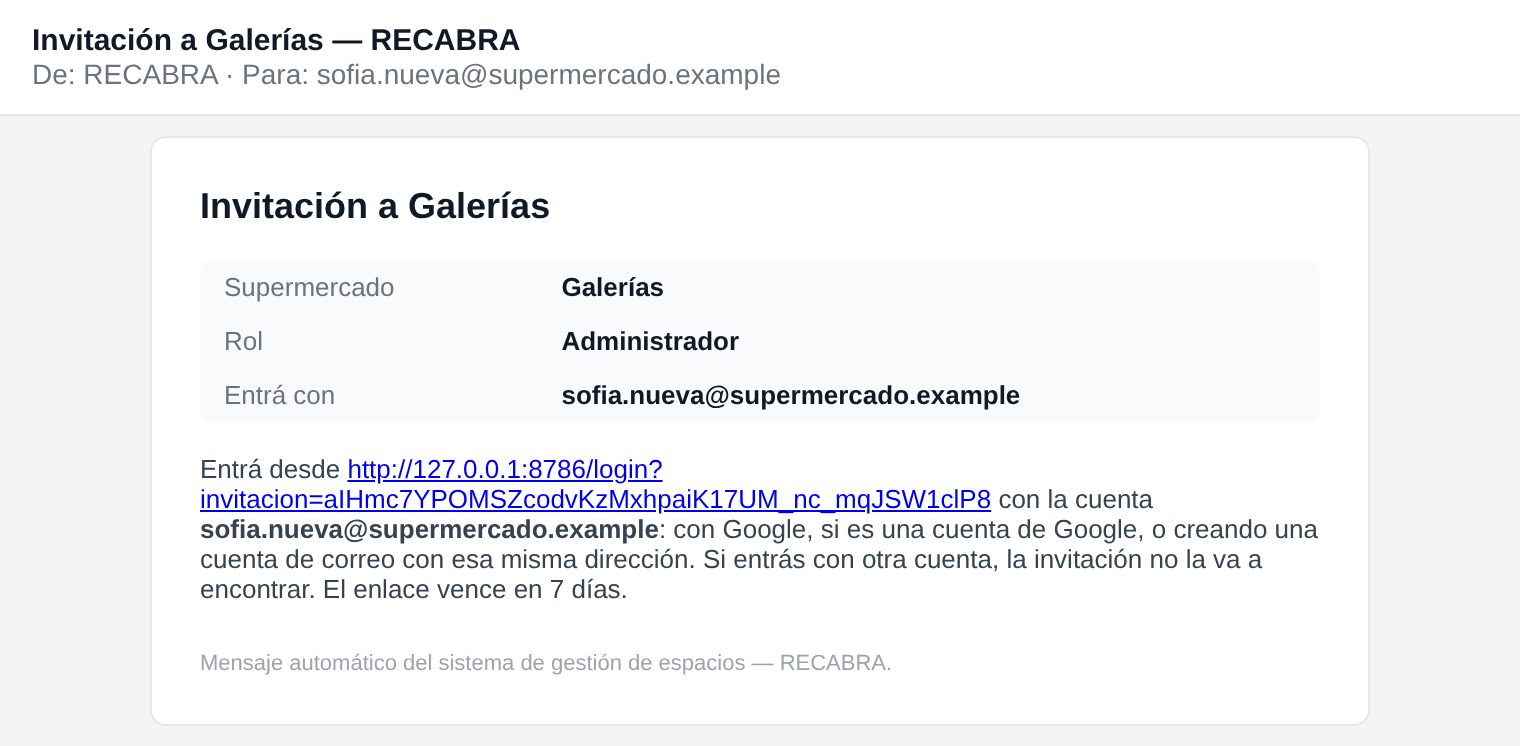 Invitación a Galerías — RECABRA
De: RECABRA · Para: sofia.nueva@supermercado.example
Invitación a Galerías
Supermercado Galerías
Rol Administrador
Entrá con sofia.nueva@supermercado.example
Entrá desde http://127.0.0.1:8786/login?
invitacion=aIHmc7YPOMSZcodvKzMxhpaiK17UM_nc_mqJSW1clP8 con la cuenta
sofia.nueva@supermercado.example: con Google, si es una cuenta de Google, o creando una
cuenta de correo con esa misma dirección. Si entrás con otra cuenta, la invitación no la va a
encontrar. El enlace vence en 7 días.
Mensaje automático del sistema de gestión de espacios — RECABRA.